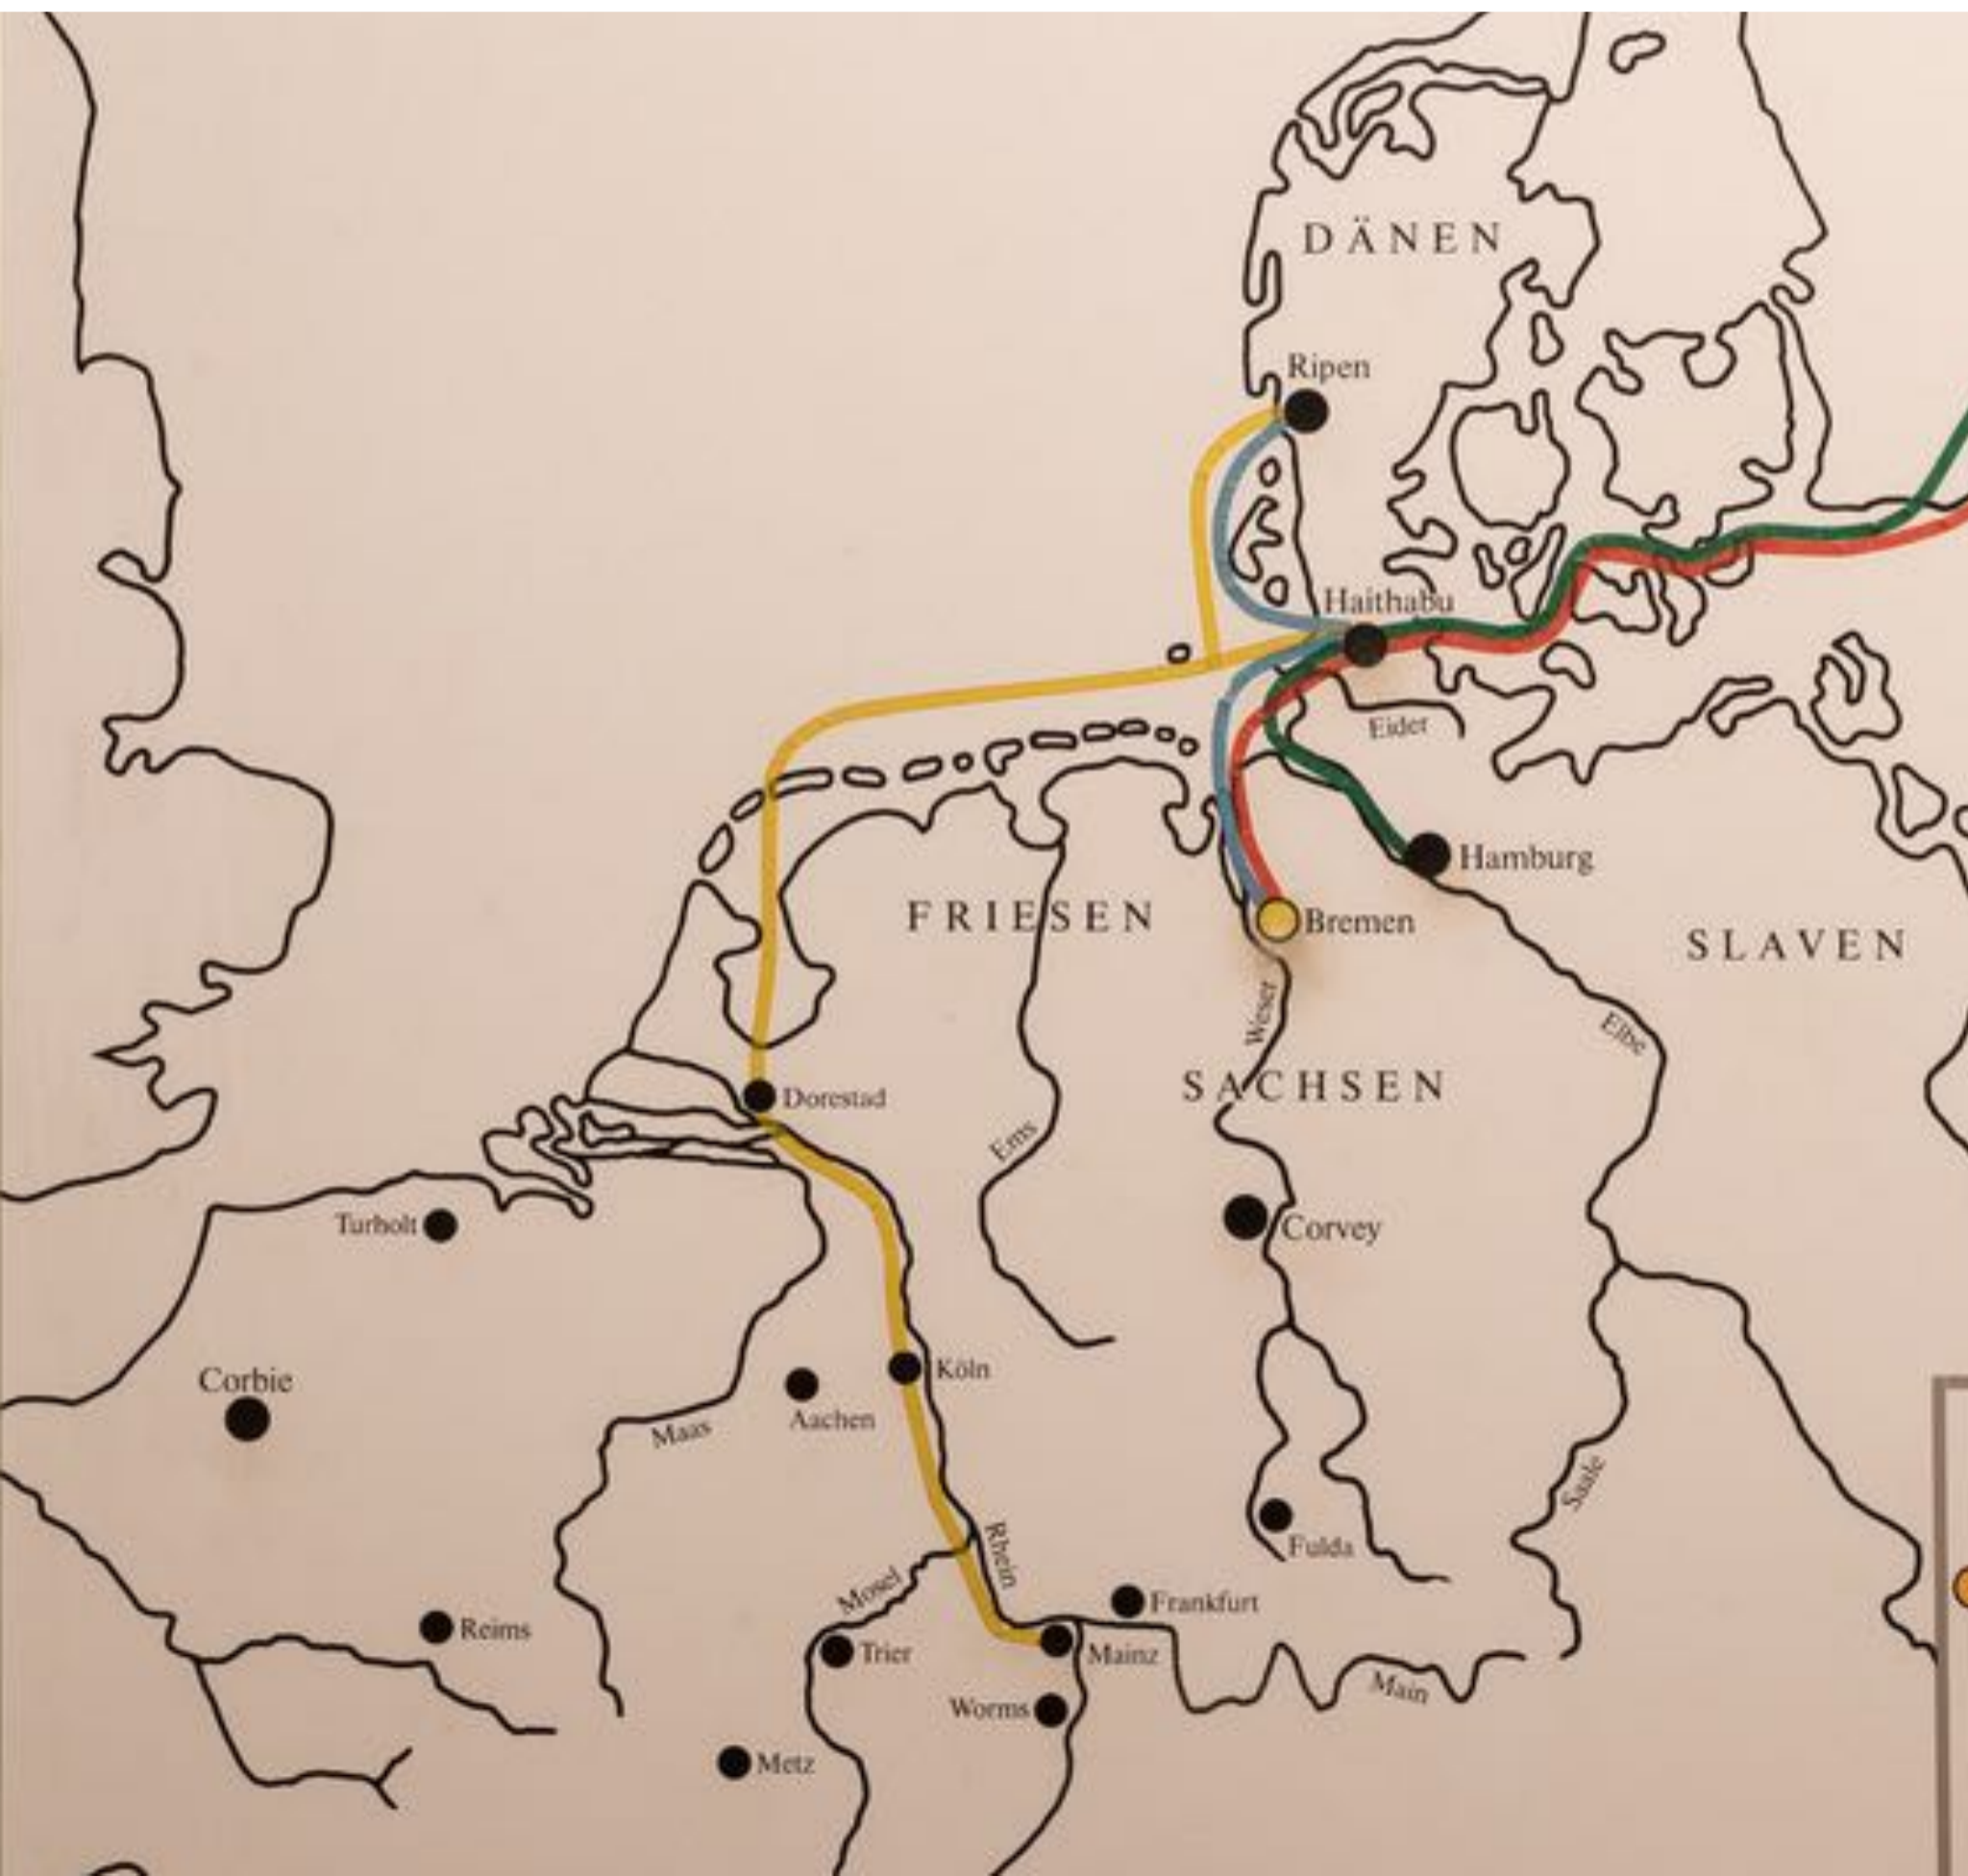 DÄNEN
Ripen
Haithabu
Eider
Hamburg
FRIESEN
Bremen
SLAVEN
Weser
Elbe
SACHSEN
Dorestad
Ems
Turholt
Corvey
Köln
Corbie
Aachen
Maas
Saale
Rhein
Fulda
Mosel
Frankfurt
Reims
Trier
Mainz
Main
Worms
Metz